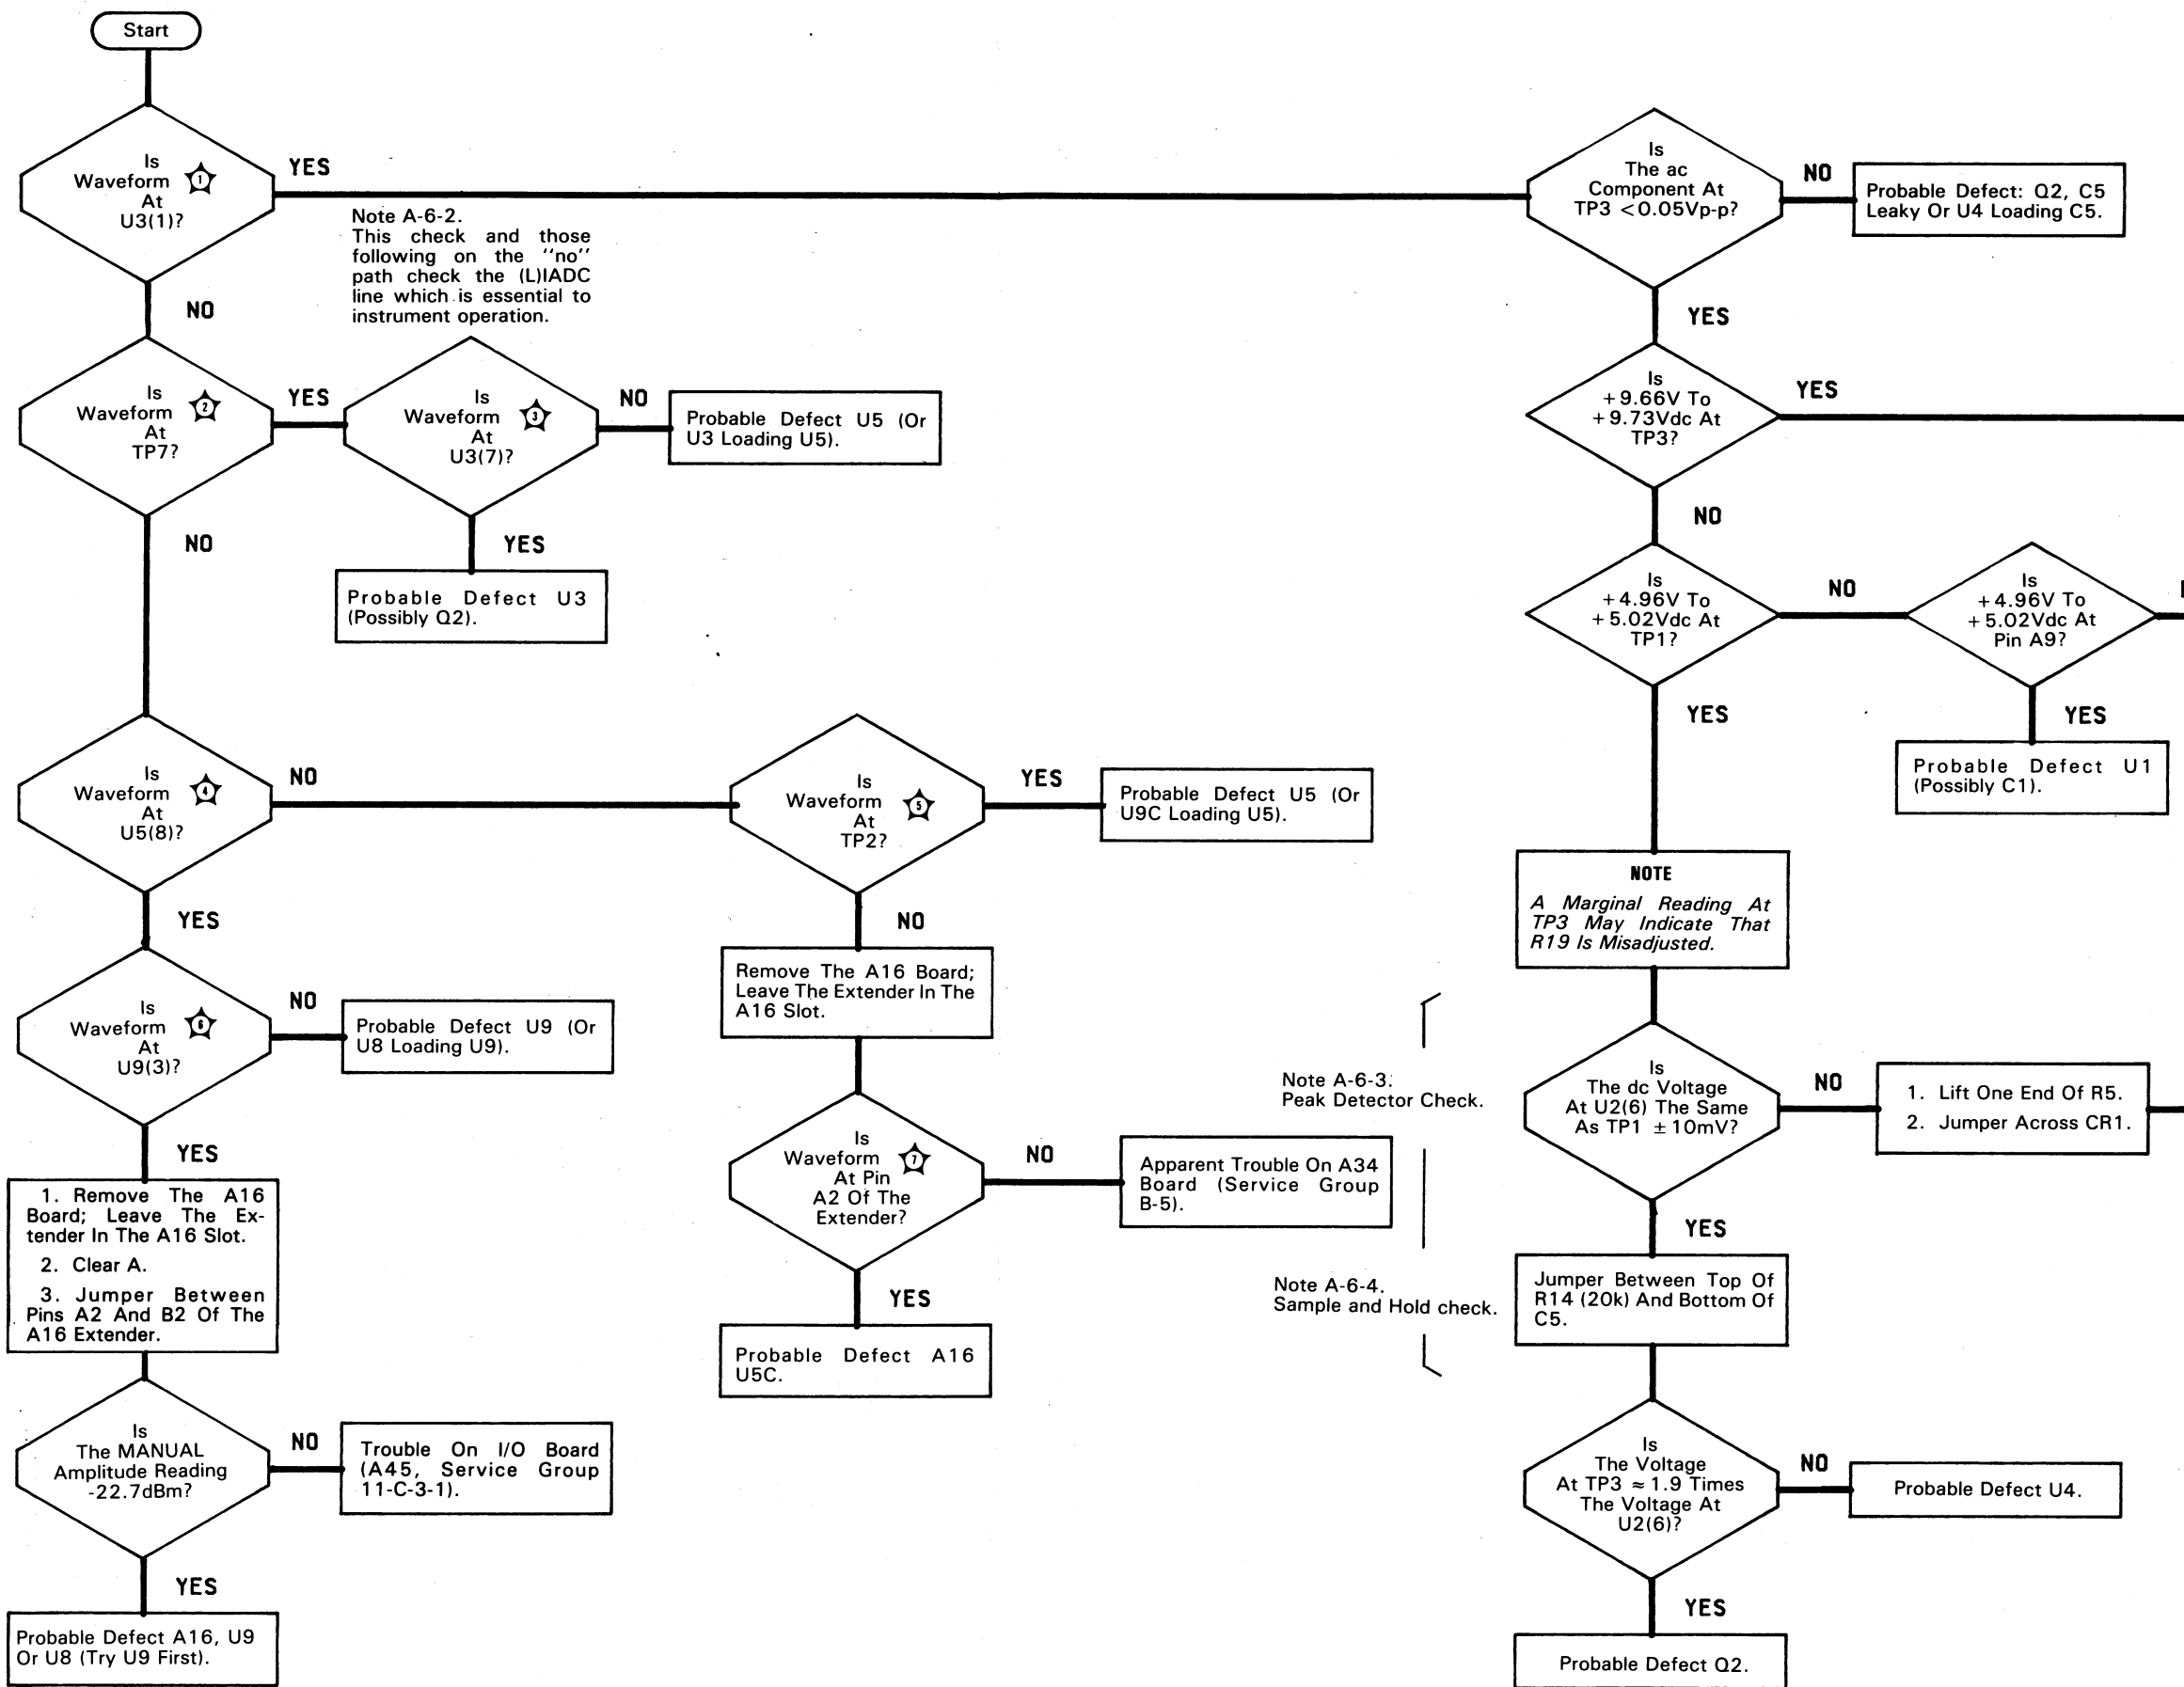 Start
Is
Waveform 1
At
U3(1)?
YES
NO
Note A-6-2.
This check and those
following on the "no"
path check the (L)IADC
line which is essential to
instrument operation.
Is
Waveform 2
At
TP7?
YES
NO
Is
Waveform 3
At
U3(7)?
NO
Probable Defect U5 (Or
U3 Loading U5).
YES
Probable Defect U3
(Possibly Q2).
Is
Waveform 4
At
U5(8)?
NO
YES
Is
Waveform 5
At
TP2?
YES
Probable Defect U5 (Or
U9C Loading U5).
NO
Remove The A16 Board;
Leave The Extender In The
A16 Slot.
Is
Waveform 7
At Pin
A2 Of The
Extender?
NO
Apparent Trouble On A34
Board (Service Group
B-5).
YES
Probable Defect A16
U5C.
Is
Waveform 6
At
U9(3)?
NO
Probable Defect U9 (Or
U8 Loading U9).
YES
1. Remove The A16
Board; Leave The Ex-
tender In The A16 Slot.
2. Clear A.
3. Jumper Between
Pins A2 And B2 Of The
A16 Extender.
Is
The MANUAL
Amplitude Reading
-22.7dBm?
NO
Trouble On I/O Board
(A45, Service Group
11-C-3-1).
YES
Probable Defect A16, U9
Or U8 (Try U9 First).
Is
The ac
Component At
TP3 <0.05Vp-p?
NO
Probable Defect: Q2, C5
Leaky Or U4 Loading C5.
YES
Is
+9.66V To
+9.73Vdc At
TP3?
YES
NO
Is
+4.96V To
+5.02Vdc At
TP1?
NO
Is
+4.96V To
+5.02Vdc At
Pin A9?
YES
Probable Defect U1
(Possibly C1).
YES
NOTE
A Marginal Reading At
TP3 May Indicate That
R19 Is Misadjusted.
Note A-6-3.
Peak Detector Check.
Is
The dc Voltage
At U2(6) The Same
As TP1 ±10mV?
NO
1. Lift One End Of R5.
2. Jumper Across CR1.
YES
Note A-6-4.
Sample and Hold check.
Jumper Between Top Of
R14 (20k) And Bottom Of
C5.
Is
The Voltage
At TP3 ≈ 1.9 Times
The Voltage At
U2(6)?
NO
Probable Defect U4.
YES
Probable Defect Q2.